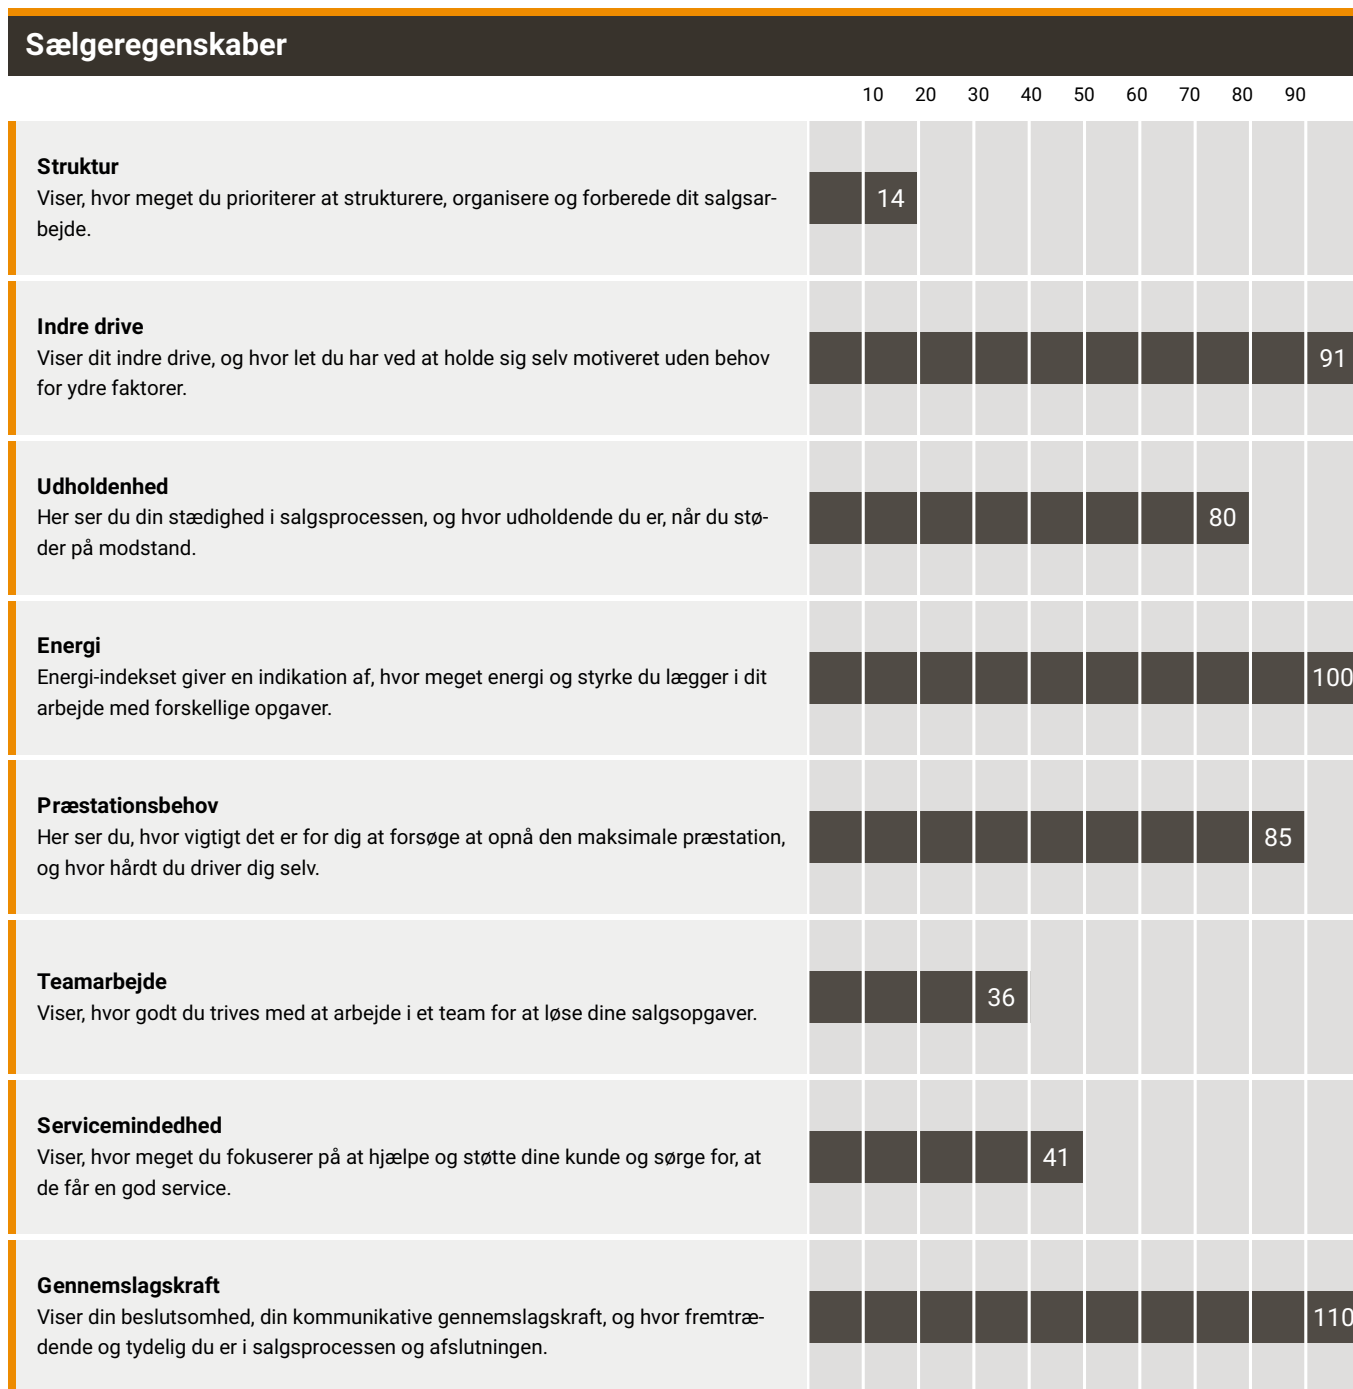 Sælgeregenskaber
10 20 30 40 50 60 70 80 90
Struktur
Viser, hvor meget du prioriterer at strukturere, organisere og forberede dit salgsar-
bejde.
14
Indre drive
Viser dit indre drive, og hvor let du har ved at holde sig selv motiveret uden behov
for ydre faktorer.
91
Udholdenhed
Her ser du din stædighed i salgsprocessen, og hvor udholdende du er, når du stø-
der på modstand.
80
Energi
Energi-indekset giver en indikation af, hvor meget energi og styrke du lægger i dit
arbejde med forskellige opgaver.
100
Præstationsbehov
Her ser du, hvor vigtigt det er for dig at forsøge at opnå den maksimale præstation,
og hvor hårdt du driver dig selv.
85
Teamarbejde
Viser, hvor godt du trives med at arbejde i et team for at løse dine salgsopgaver.
36
Servicemindedhed
Viser, hvor meget du fokuserer på at hjælpe og støtte dine kunde og sørge for, at
de får en god service.
41
Gennemslagskraft
Viser din beslutsomhed, din kommunikative gennemslagskraft, og hvor fremtræ-
dende og tydelig du er i salgsprocessen og afslutningen.
110